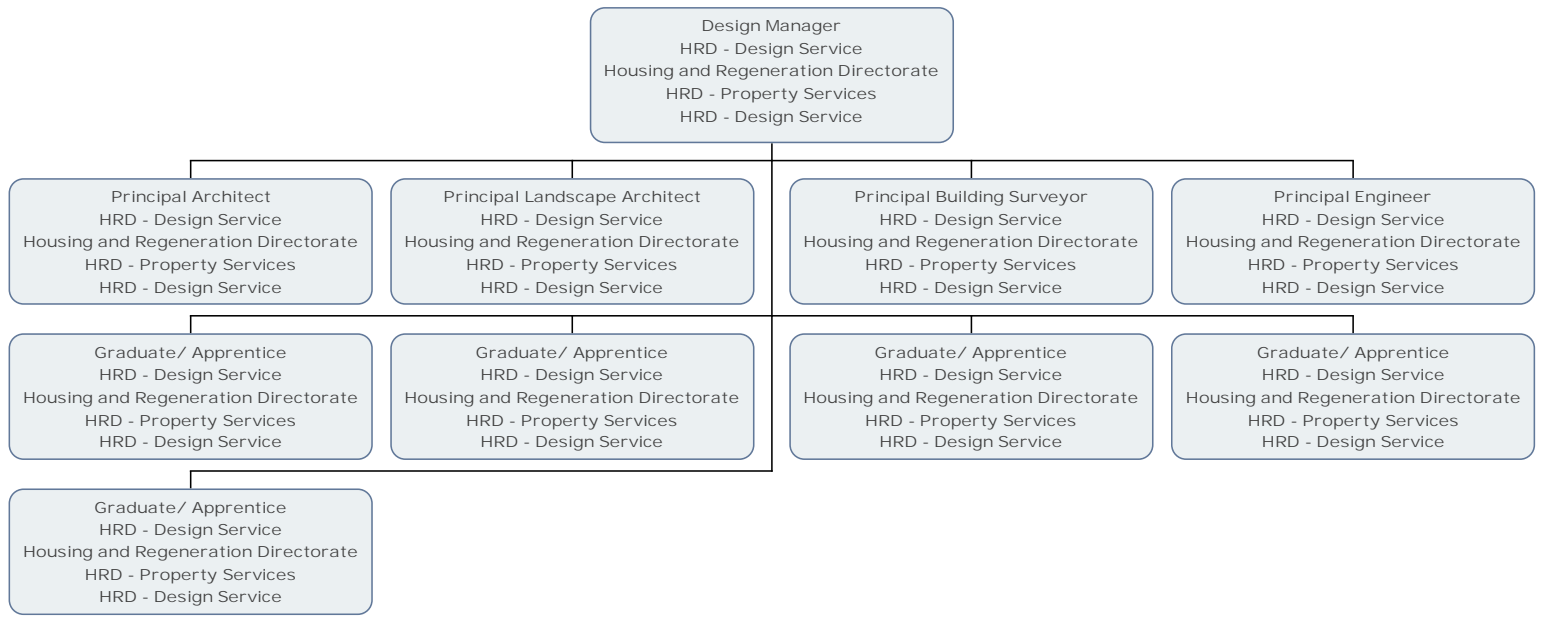 Design Manager
HRD - Design Service
Housing and Regeneration Directorate
HRD - Property Services
HRD - Design Service
Principal Architect
HRD - Design Service
Housing and Regeneration Directorate
HRD - Property Services
HRD - Design Service
Principal Landscape Architect
HRD - Design Service
Housing and Regeneration Directorate
HRD - Property Services
HRD - Design Service
Principal Building Surveyor
HRD - Design Service
Housing and Regeneration Directorate
HRD - Property Services
HRD - Design Service
Principal Engineer
HRD - Design Service
Housing and Regeneration Directorate
HRD - Property Services
HRD - Design Service
Graduate/ Apprentice
HRD - Design Service
Housing and Regeneration Directorate
HRD - Property Services
HRD - Design Service
Graduate/ Apprentice
HRD - Design Service
Housing and Regeneration Directorate
HRD - Property Services
HRD - Design Service
Graduate/ Apprentice
HRD - Design Service
Housing and Regeneration Directorate
HRD - Property Services
HRD - Design Service
Graduate/ Apprentice
HRD - Design Service
Housing and Regeneration Directorate
HRD - Property Services
HRD - Design Service
Graduate/ Apprentice
HRD - Design Service
Housing and Regeneration Directorate
HRD - Property Services
HRD - Design Service